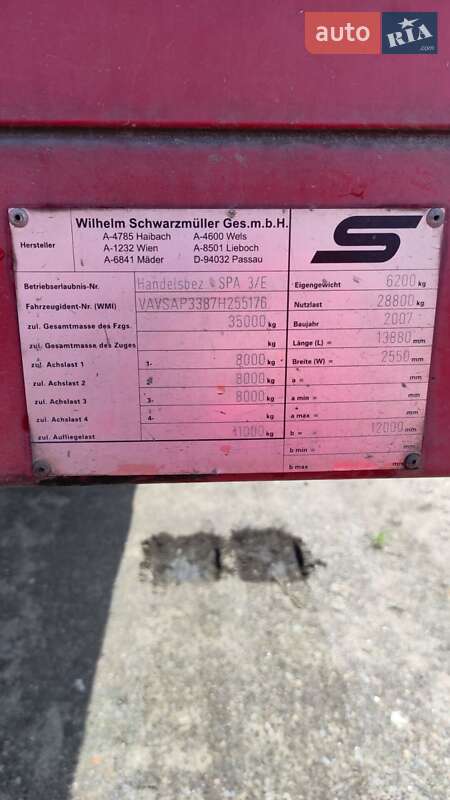 auto RIA.com
Hersteller
Wilhelm Schwarzmüller Ges.m.b.H.
A-4785 Haibach A-4600 Wels
A-1232 Wien A-8501 Lieboch
A-6841 Mäder D-94032 Passau
S
Betriebserlaubnis-Nr. Handelsbez. SPA 3/E
Fahrzeugident-Nr. (WMI) VAVSAP33B7H255176
zul. Gesamtmasse des Fzgs. 35000 kg
zul. Gesamtmasse des Zuges kg
zul. Achslast 1 1- 8000 kg
zul. Achslast 2 2- 8000 kg
zul. Achslast 3 3- 8000 kg
zul. Achslast 4 4- kg
zul. Aufliegelast 11000 kg
Eigengewicht 6200 kg
Nutzlast 28800 kg
Baujahr 2007
Länge (L) = 13880 mm
Breite (W) = 2550 mm
a = mm
a min = mm
a max = mm
b = 12000 mm
b min = mm
b max mm